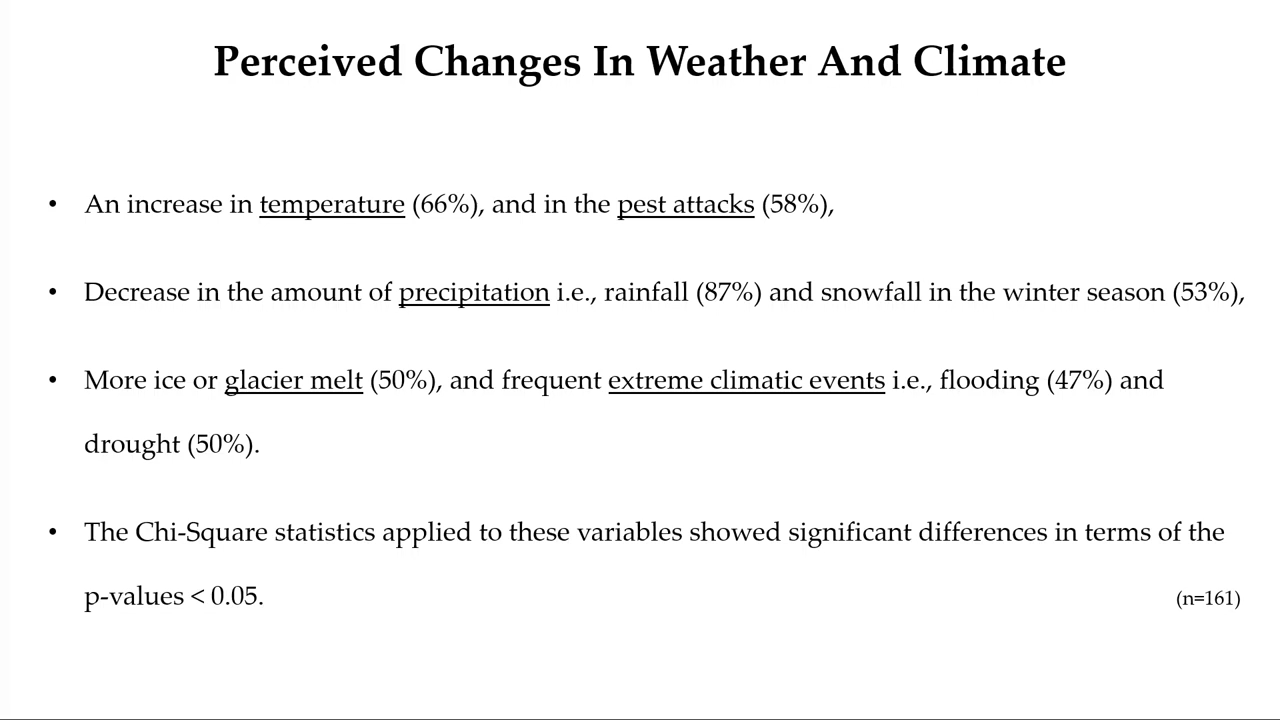 Perceived Changes In Weather And Climate
• An increase in temperature (66%), and in the pest attacks (58%),
• Decrease in the amount of precipitation i.e., rainfall (87%) and snowfall in the winter season (53%),
• More ice or glacier melt (50%), and frequent extreme climatic events i.e., flooding (47%) and
drought (50%).
• The Chi-Square statistics applied to these variables showed significant differences in terms of the
p-values < 0.05.
(n=161)